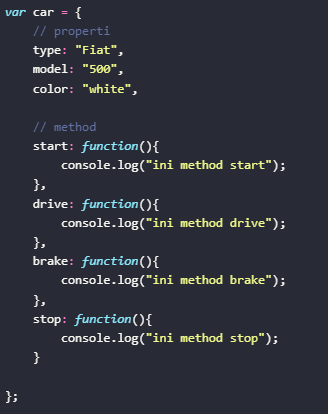 var car = {
// properti
type: "Fiat",
model: "500",
color: "white",
// method
start: function(){
console.log("ini method start");
},
drive: function(){
console.log("ini method drive");
},
brake: function(){
console.log("ini method brake");
},
stop: function(){
console.log("ini method stop");
}
};